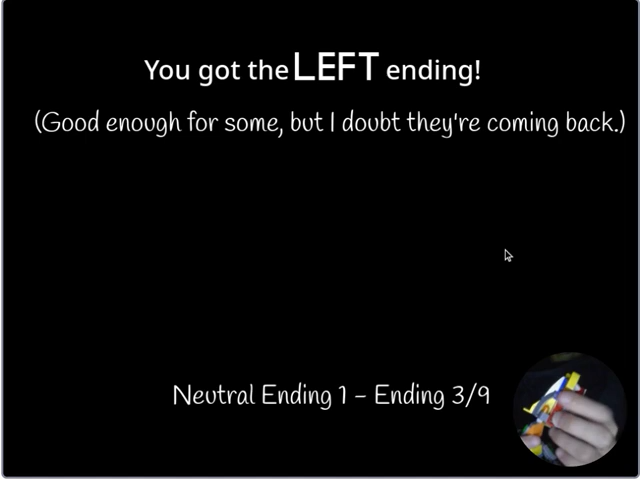 You got the LEFT ending!
(Good enough for some, but I doubt they're coming back.)
Neutral Ending 1 – Ending 3/9